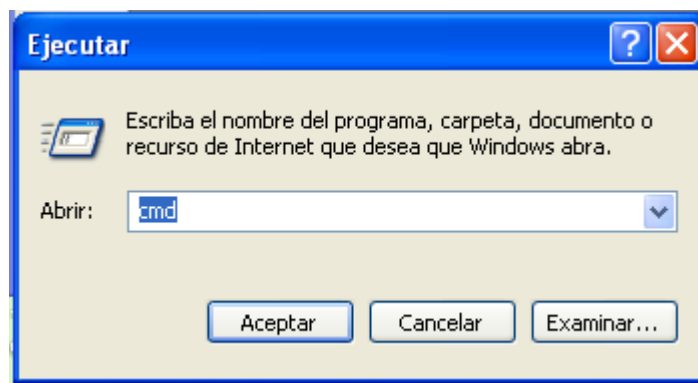 Ejecutar
Escriba el nombre del programa, carpeta, documento o
recurso de Internet que desea que Windows abra.
Abrir:
cmd
Aceptar
Cancelar
Examinar...